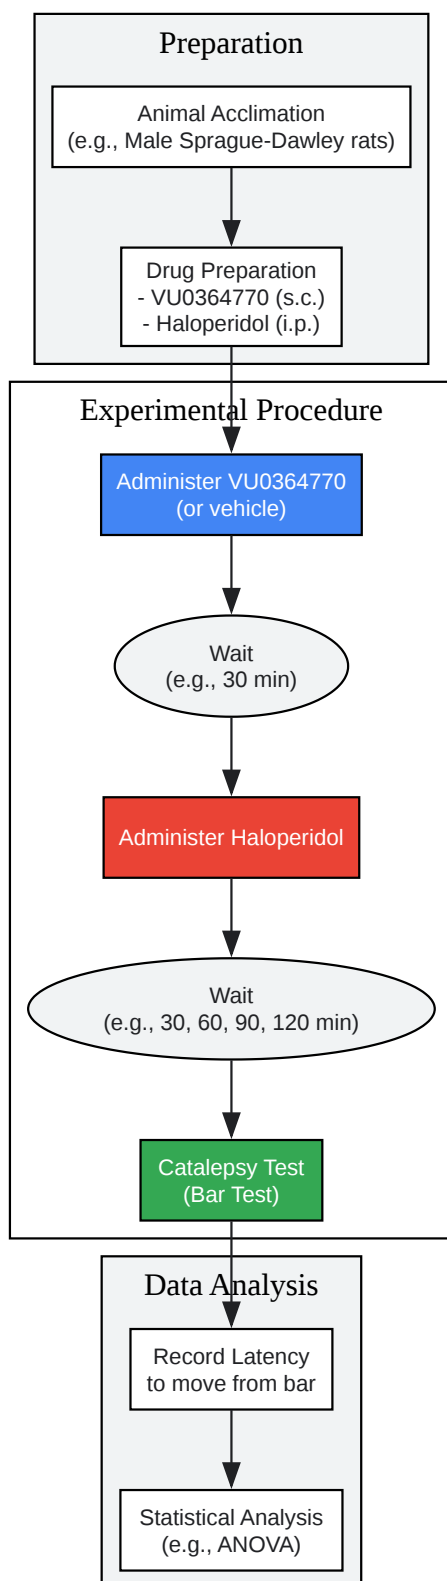 Preparation
Animal Acclimation
(e.g., Male Sprague-Dawley rats)
Drug Preparation
- VU0364770 (s.c.)
- Haloperidol (i.p.)
Experimental Procedure
Administer VU0364770
(or vehicle)
Wait
(e.g., 30 min)
Administer Haloperidol
Wait
(e.g., 30, 60, 90, 120 min)
Catalepsy Test
(Bar Test)
Data Analysis
Record Latency
to move from bar
Statistical Analysis
(e.g., ANOVA)